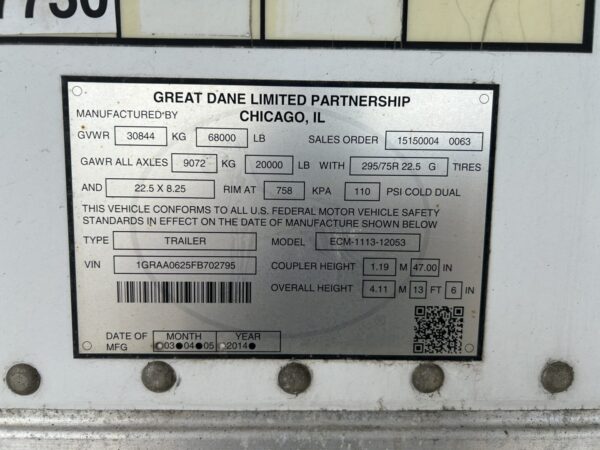 7730
GREAT DANE LIMITED PARTNERSHIP
MANUFACTURED BY CHICAGO, IL
GVWR 30844 KG 68000 LB SALES ORDER 15150004 0063
GAWR ALL AXLES 9072 KG 20000 LB WITH 295/75R 22.5 G TIRES
AND 22.5 X 8.25 RIM AT 758 KPA 110 PSI COLD DUAL
THIS VEHICLE CONFORMS TO ALL U.S. FEDERAL MOTOR VEHICLE SAFETY
STANDARDS IN EFFECT ON THE DATE OF MANUFACTURE SHOWN BELOW
TYPE TRAILER MODEL ECM-1113-12053
VIN 1GRAA0625FB702795 COUPLER HEIGHT 1.19 M 47.00 IN
OVERALL HEIGHT 4.11 M 13 FT 6 IN
DATE OF MFG MONTH YEAR
03 04 05 2014